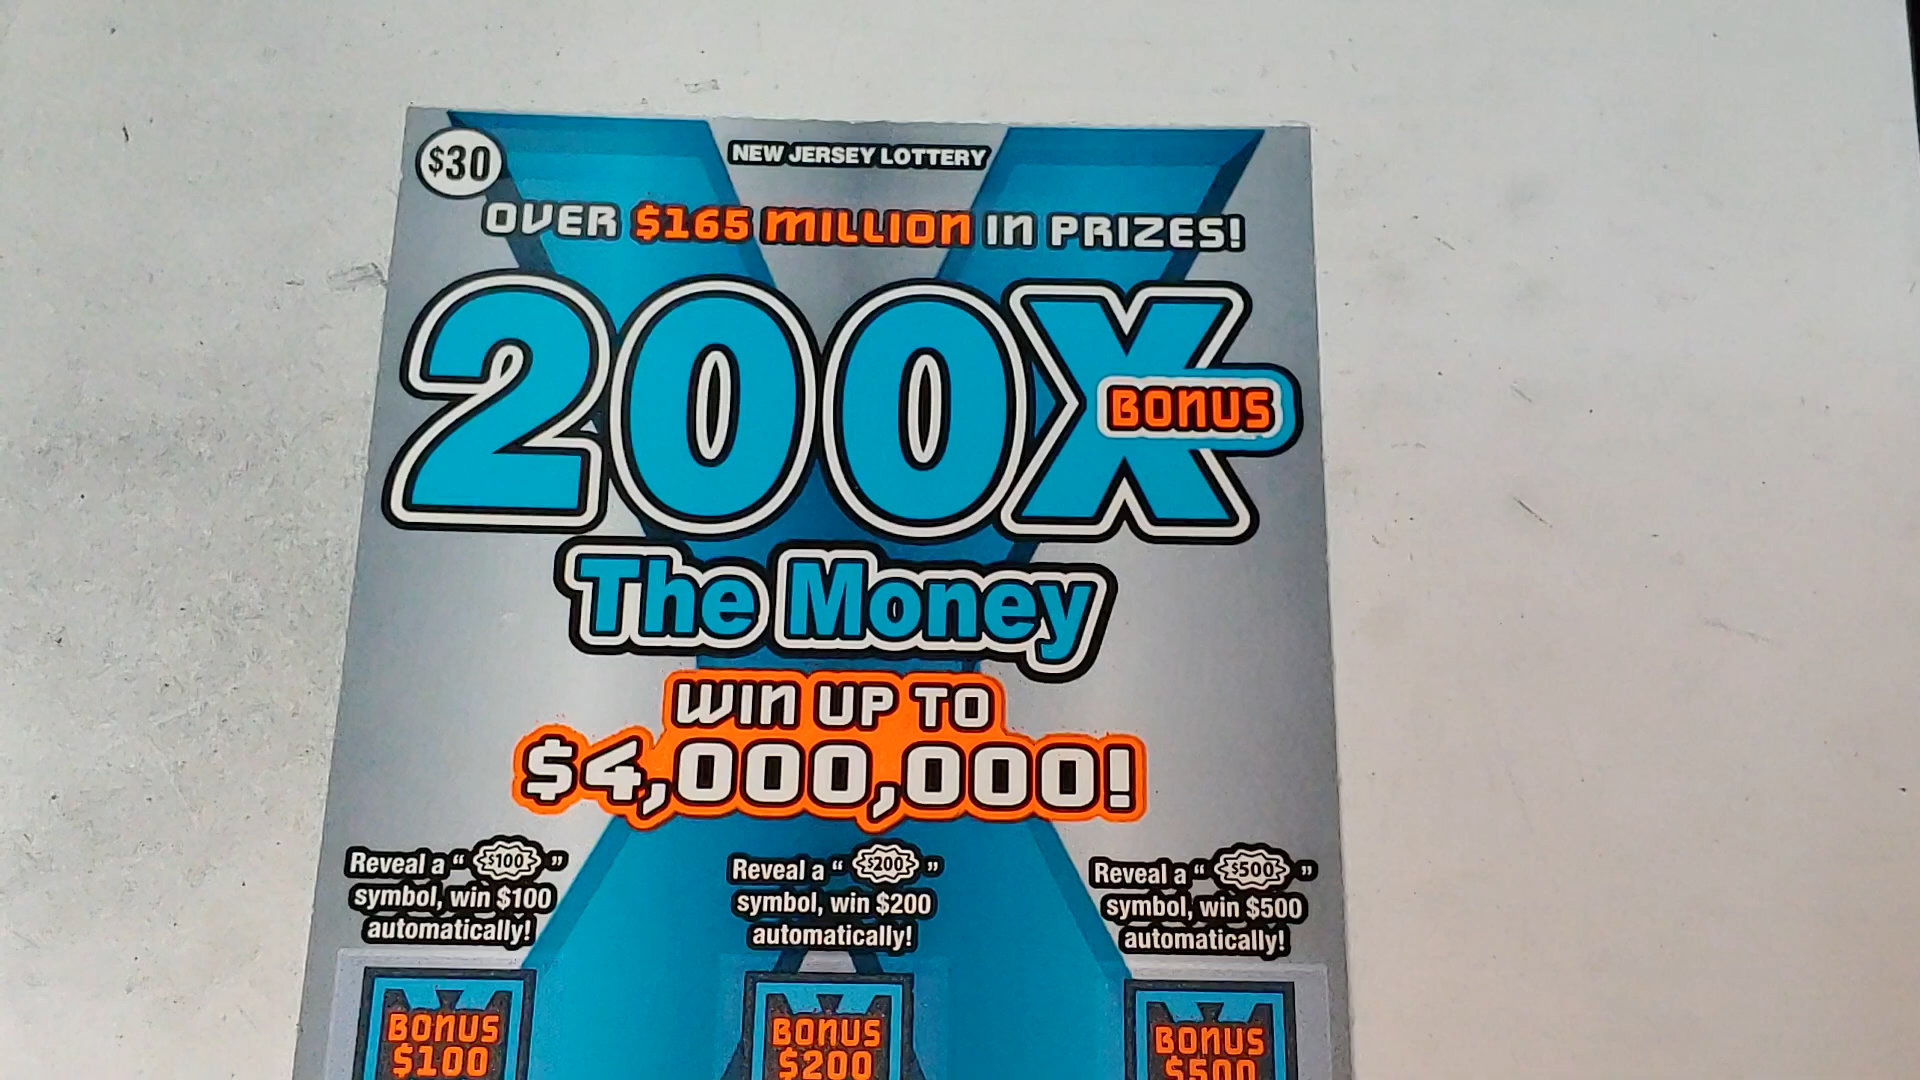 $30
NEW JERSEY LOTTERY
OVER $165 MILLION IN PRIZES!
200X
BONUS
The Money
WIN UP TO
$4,000,000!
Reveal a “ $100 ”
symbol, win $100
automatically!
Reveal a “ $200 ”
symbol, win $200
automatically!
Reveal a “ $500 ”
symbol, win $500
automatically!
BONUS
$100
BONUS
$200
BONUS
$500